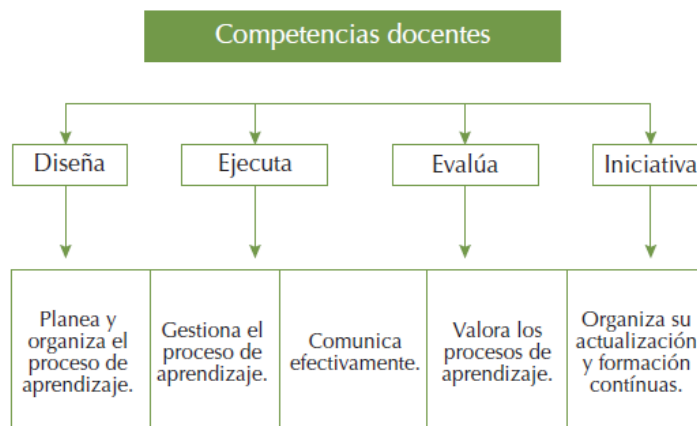 Competencias docentes
Diseña
Ejecuta
Evalúa
Iniciativa
Planea y
organiza el
proceso de
aprendizaje.
Gestiona el
proceso de
aprendizaje.
Comunica
efectivamente.
Valora los
procesos de
aprendizaje.
Organiza su
actualización
y formación
contínuas.